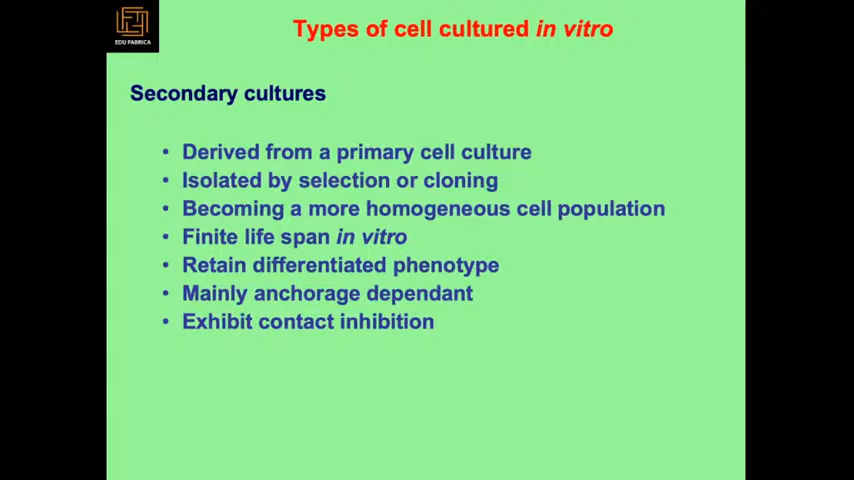 EDU FABRICA
Types of cell cultured in vitro
Secondary cultures
• Derived from a primary cell culture
• Isolated by selection or cloning
• Becoming a more homogeneous cell population
• Finite life span in vitro
• Retain differentiated phenotype
• Mainly anchorage dependant
• Exhibit contact inhibition